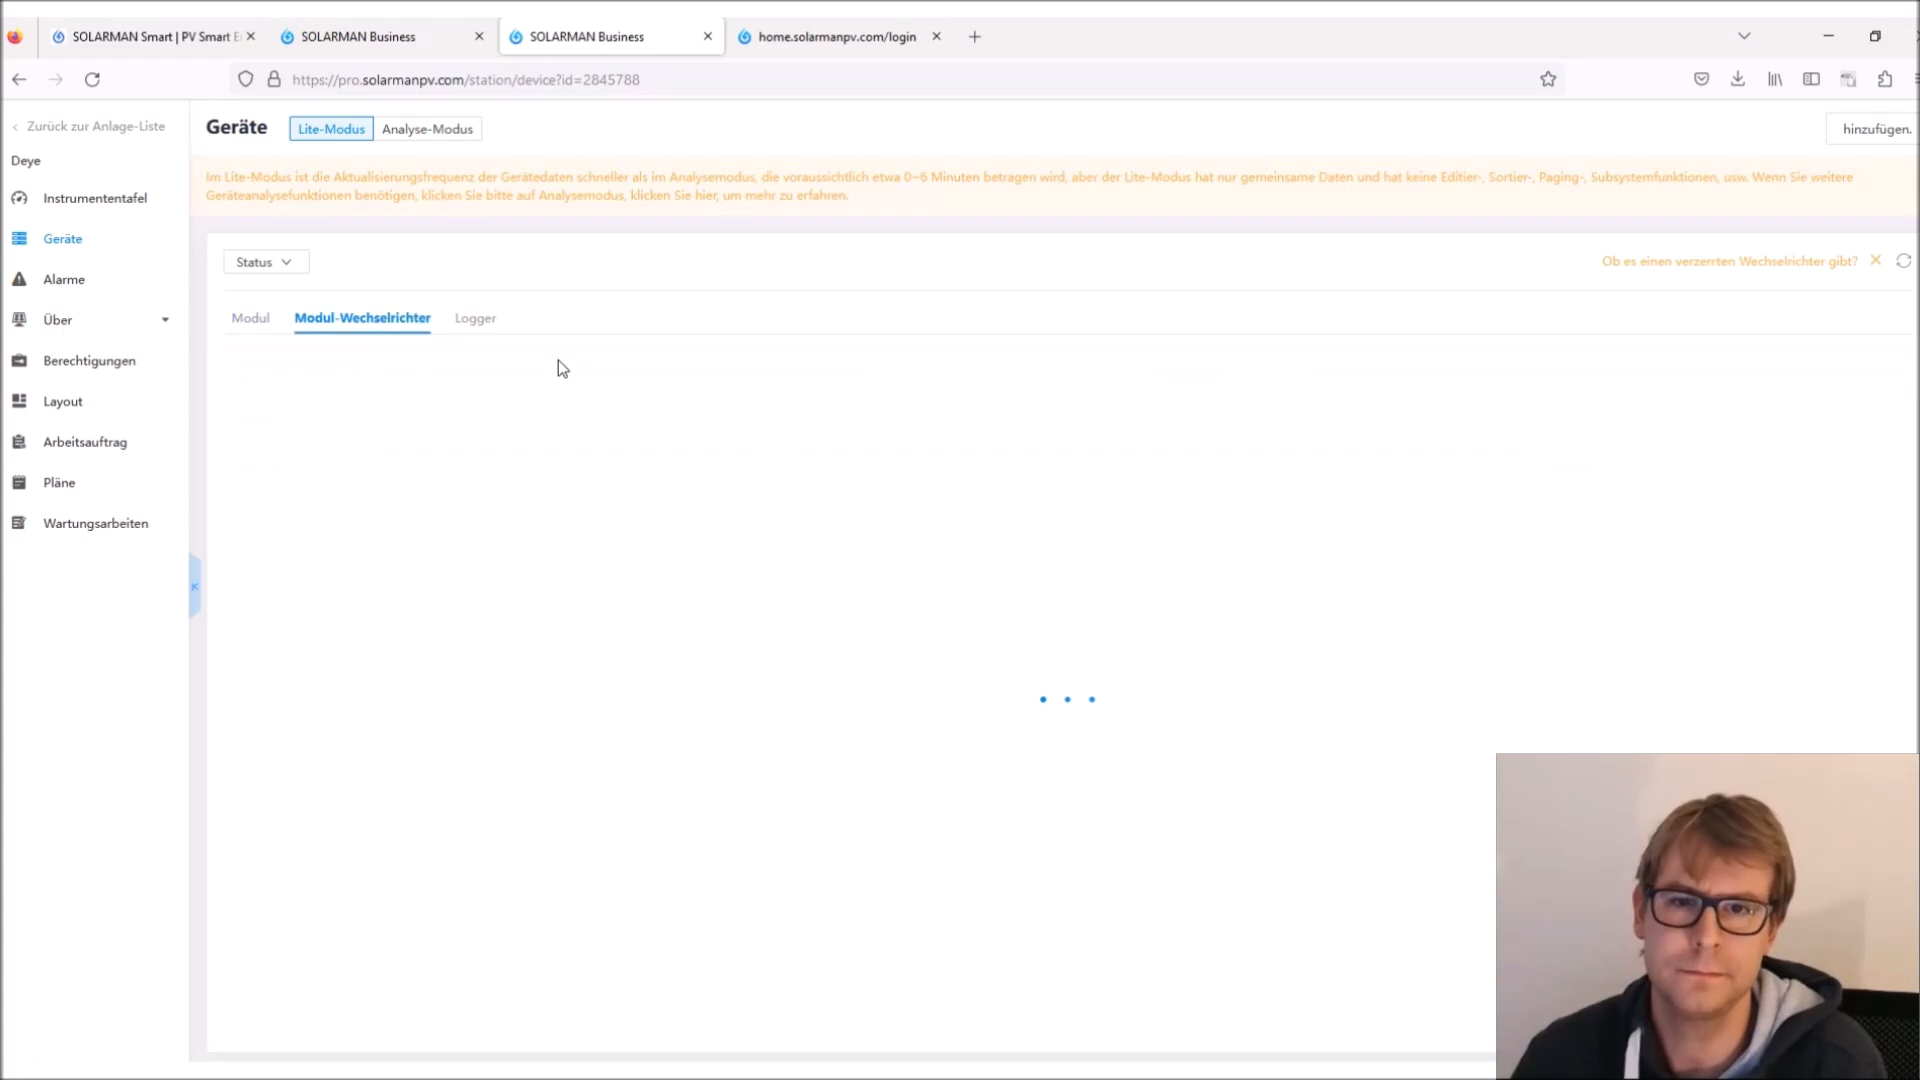 SOLARMAN Smart | PV Smart E
SOLARMAN Business
SOLARMAN Business
home.solarmanpv.com/login
https://pro.solarmanpv.com/station/device?id=2845788
Zurück zur Anlage-Liste
Geräte
Lite-Modus
Analyse-Modus
hinzufügen.
Deye
Im Lite-Modus ist die Aktualisierungsfrequenz der Gerätedaten schneller als im Analysemodus, die voraussichtlich etwa 0~6 Minuten betragen wird, aber der Lite-Modus hat nur gemeinsame Daten und hat keine Editier-, Sortier-, Paging-, Subsystemfunktionen, usw. Wenn Sie weitere
Geräteanalysefunktionen benötigen, klicken Sie bitte auf Analysemodus, klicken Sie hier, um mehr zu erfahren.
Instrumententafel
Geräte
Alarme
Über
Berechtigungen
Layout
Arbeitsauftrag
Pläne
Wartungsarbeiten
Status
Ob es einen verzerrten Wechselrichter gibt?
Modul
Modul-Wechselrichter
Logger